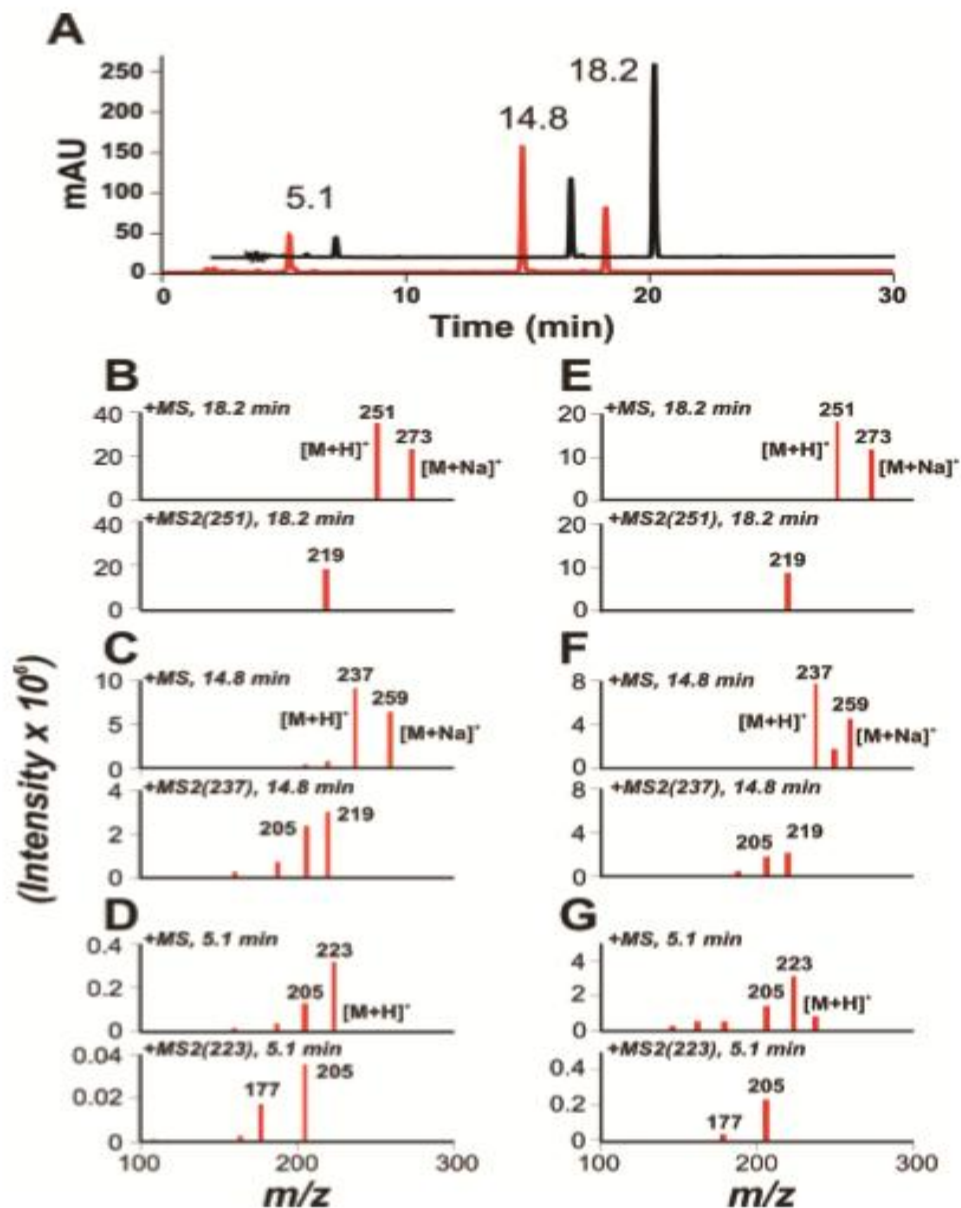 A
250
200
150
100
50
0
mAU
5.1
14.8
18.2
0
10
20
30
Time (min)
(Intensity x 10⁶)
B
+MS, 18.2 min
40
20
0
251
273
[M+H]⁺
[M+Na]⁺
+MS2(251), 18.2 min
40
20
0
219
E
+MS, 18.2 min
20
10
0
251
273
[M+H]⁺
[M+Na]⁺
+MS2(251), 18.2 min
20
10
0
219
C
+MS, 14.8 min
10
5
0
237
259
[M+H]⁺
[M+Na]⁺
+MS2(237), 14.8 min
4
2
0
205
219
F
+MS, 14.8 min
8
4
0
237
259
[M+H]⁺
[M+Na]⁺
+MS2(237), 14.8 min
8
4
0
205
219
D
+MS, 5.1 min
0.4
0.2
0
223
205
[M+H]⁺
+MS2(223), 5.1 min
0.04
0.02
0
177
205
100
200
300
m/z
G
+MS, 5.1 min
4
2
0
223
205
[M+H]⁺
+MS2(223), 5.1 min
0.4
0.2
0
205
177
100
200
300
m/z